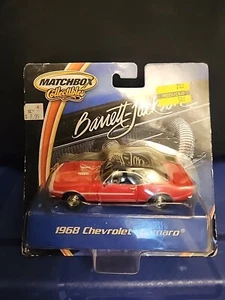 MATCHBOX
Collectibles
Barrett-Jackson
1968 Chevrolet Camaro®